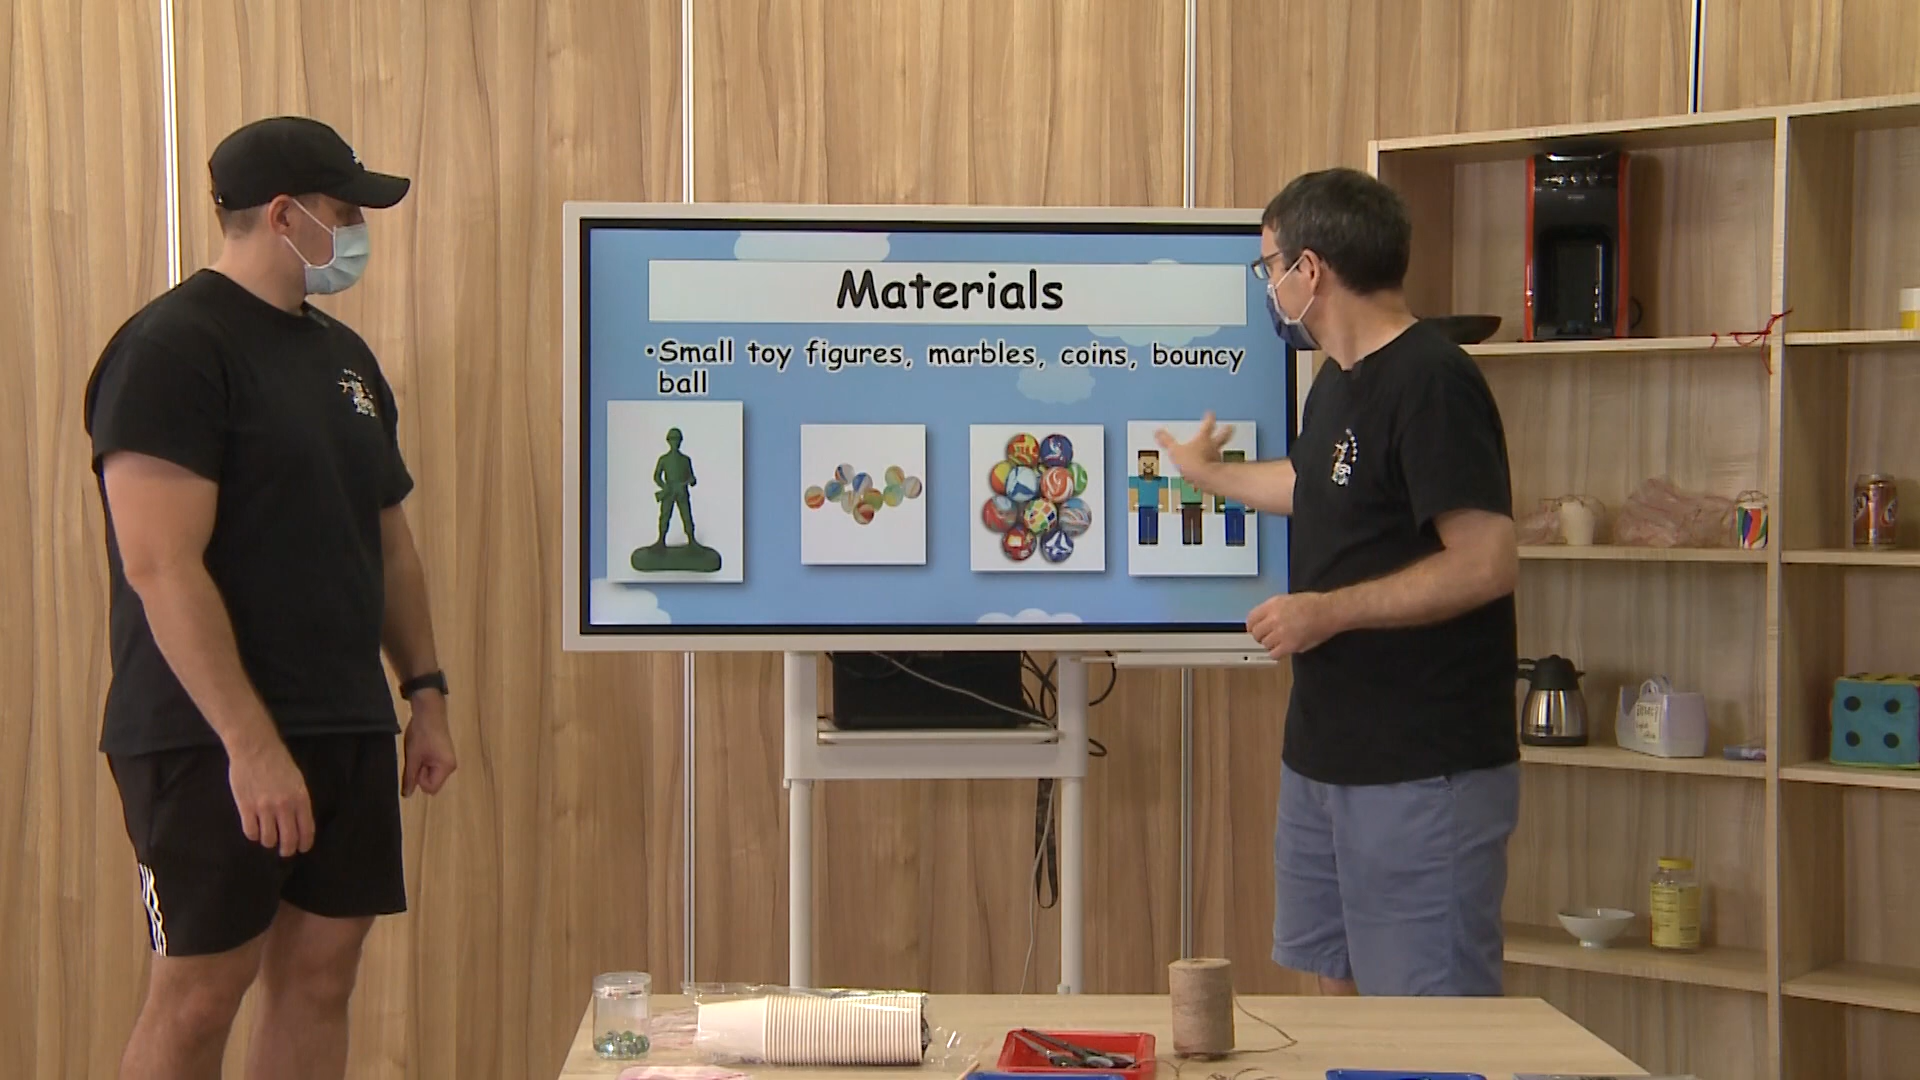 Materials
•Small toy figures, marbles, coins, bouncy
ball